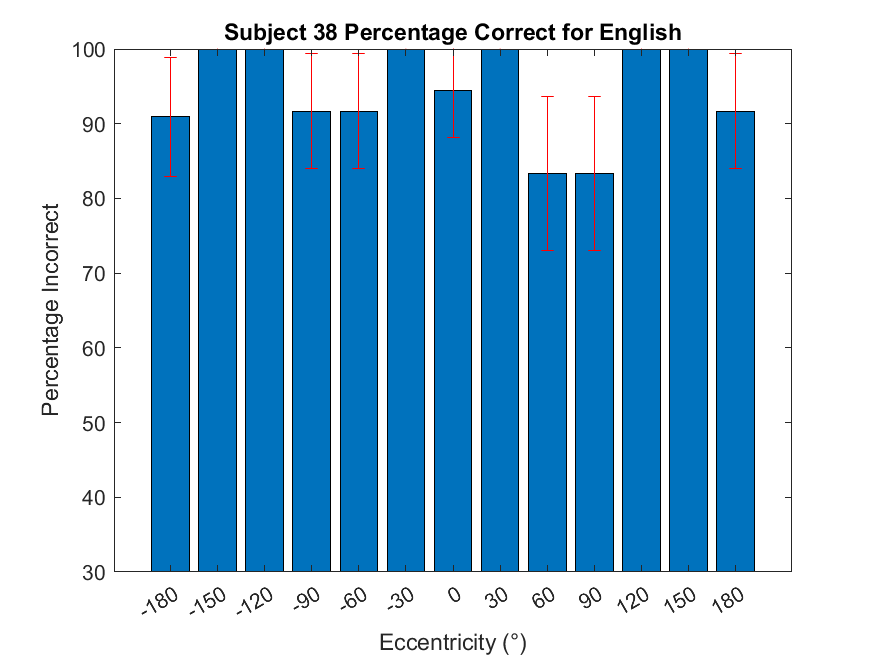 Subject 38 Percentage Correct for English
100
90
80
70
60
50
40
30
Percentage Incorrect
-180 -150 -120 -90 -60 -30 0 30 60 90 120 150 180
Eccentricity (°)